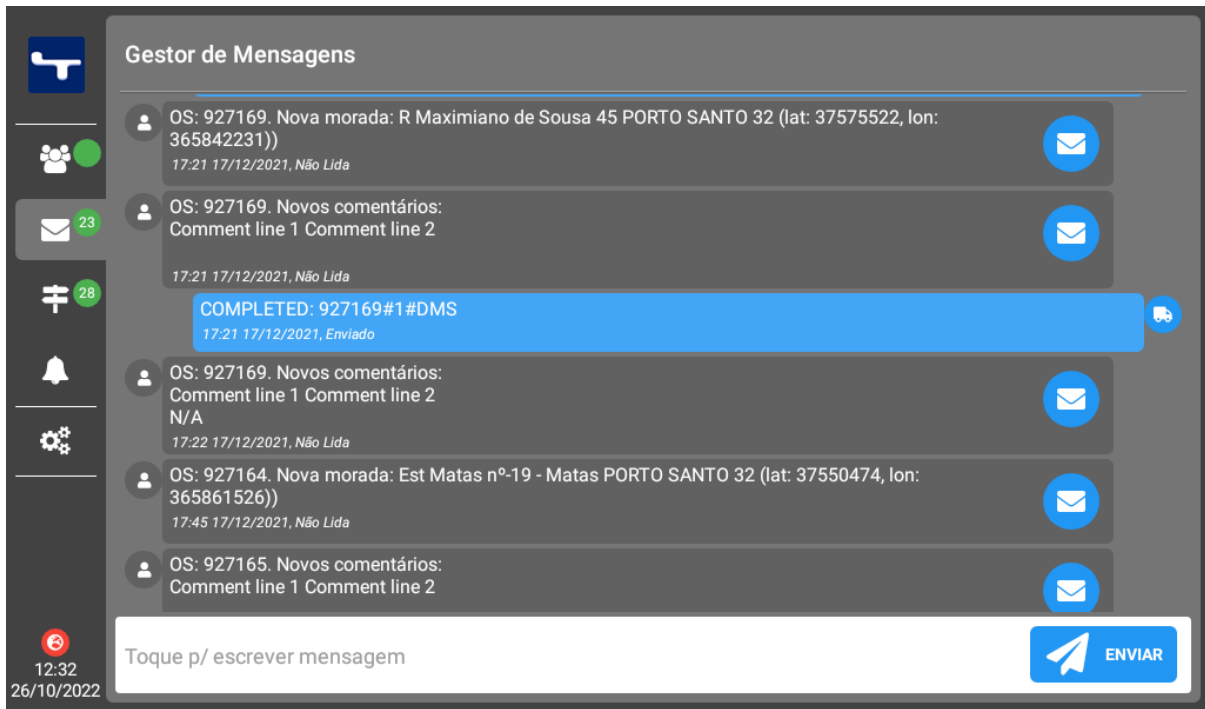 Gestor de Mensagens
OS: 927169. Nova morada: R Maximiano de Sousa 45 PORTO SANTO 32 (lat: 37575522, lon:
365842231))
17:21 17/12/2021, Não Lida
OS: 927169. Novos comentários:
Comment line 1 Comment line 2
17:21 17/12/2021, Não Lida
COMPLETED: 927169#1#DMS
17:21 17/12/2021, Enviado
OS: 927169. Novos comentários:
Comment line 1 Comment line 2
N/A
17:22 17/12/2021, Não Lida
OS: 927164. Nova morada: Est Matas nº-19 - Matas PORTO SANTO 32 (lat: 37550474, lon:
365861526))
17:45 17/12/2021, Não Lida
OS: 927165. Novos comentários:
Comment line 1 Comment line 2
Toque p/ escrever mensagem
ENVIAR
23
28
12:32
26/10/2022